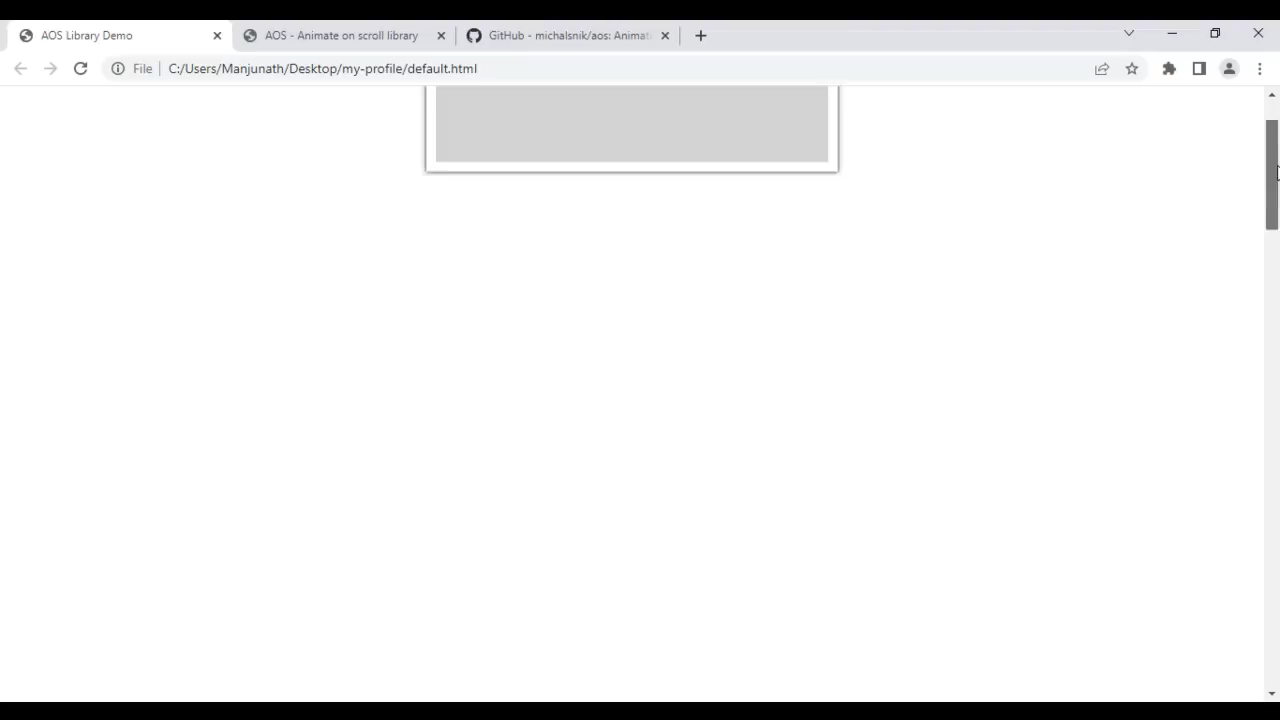 AOS Library Demo
AOS - Animate on scroll library
GitHub - michalsnik/aos: Animat
File
C:/Users/Manjunath/Desktop/my-profile/default.html